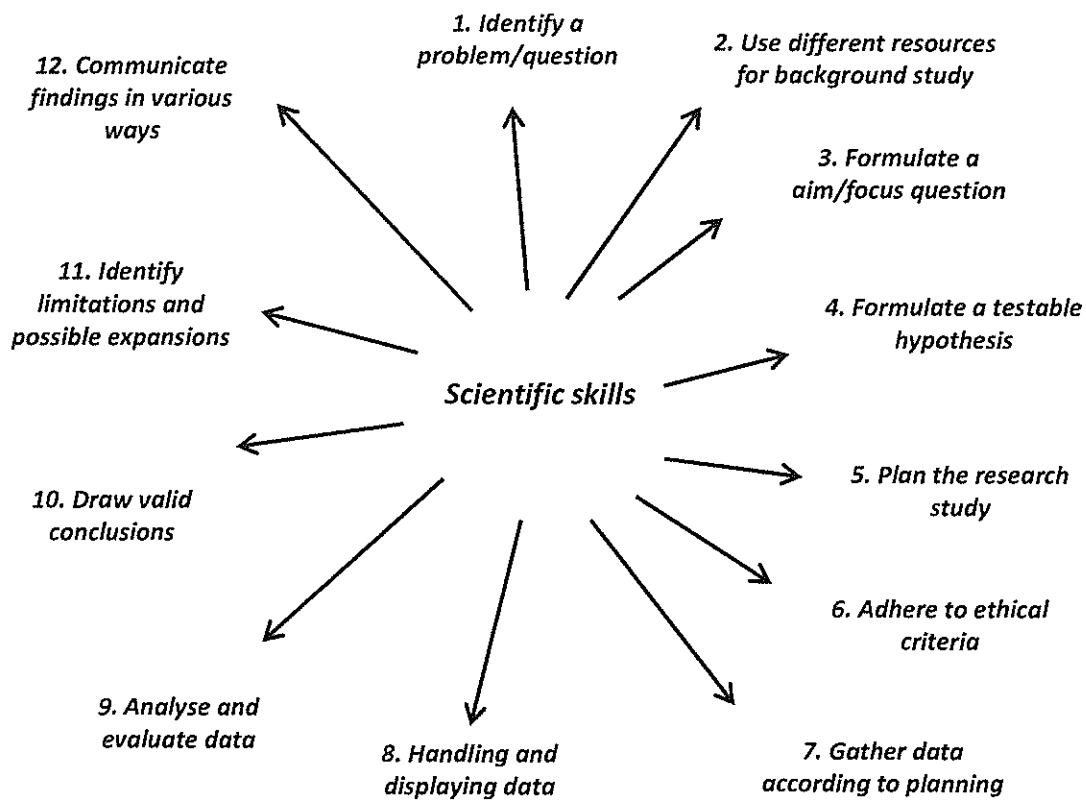 1. Identify a
problem/question
2. Use different resources
for background study
3. Formulate a
aim/focus question
4. Formulate a testable
hypothesis
5. Plan the research
study
6. Adhere to ethical
criteria
7. Gather data
according to planning
8. Handling and
displaying data
9. Analyse and
evaluate data
10. Draw valid
conclusions
11. Identify
limitations and
possible expansions
12. Communicate
findings in various
ways
Scientific skills